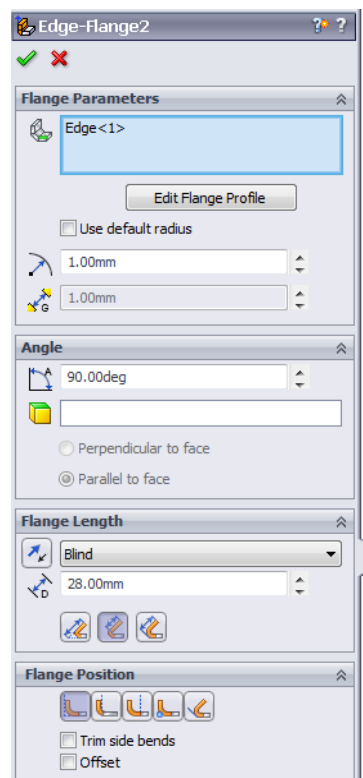 Edge-Flange2
Flange Parameters
Edge<1>
Edit Flange Profile
Use default radius
1.00mm
G
1.00mm
Angle
A
90.00deg
Perpendicular to face
Parallel to face
Flange Length
Blind
D
28.00mm
Flange Position
Trim side bends
Offset